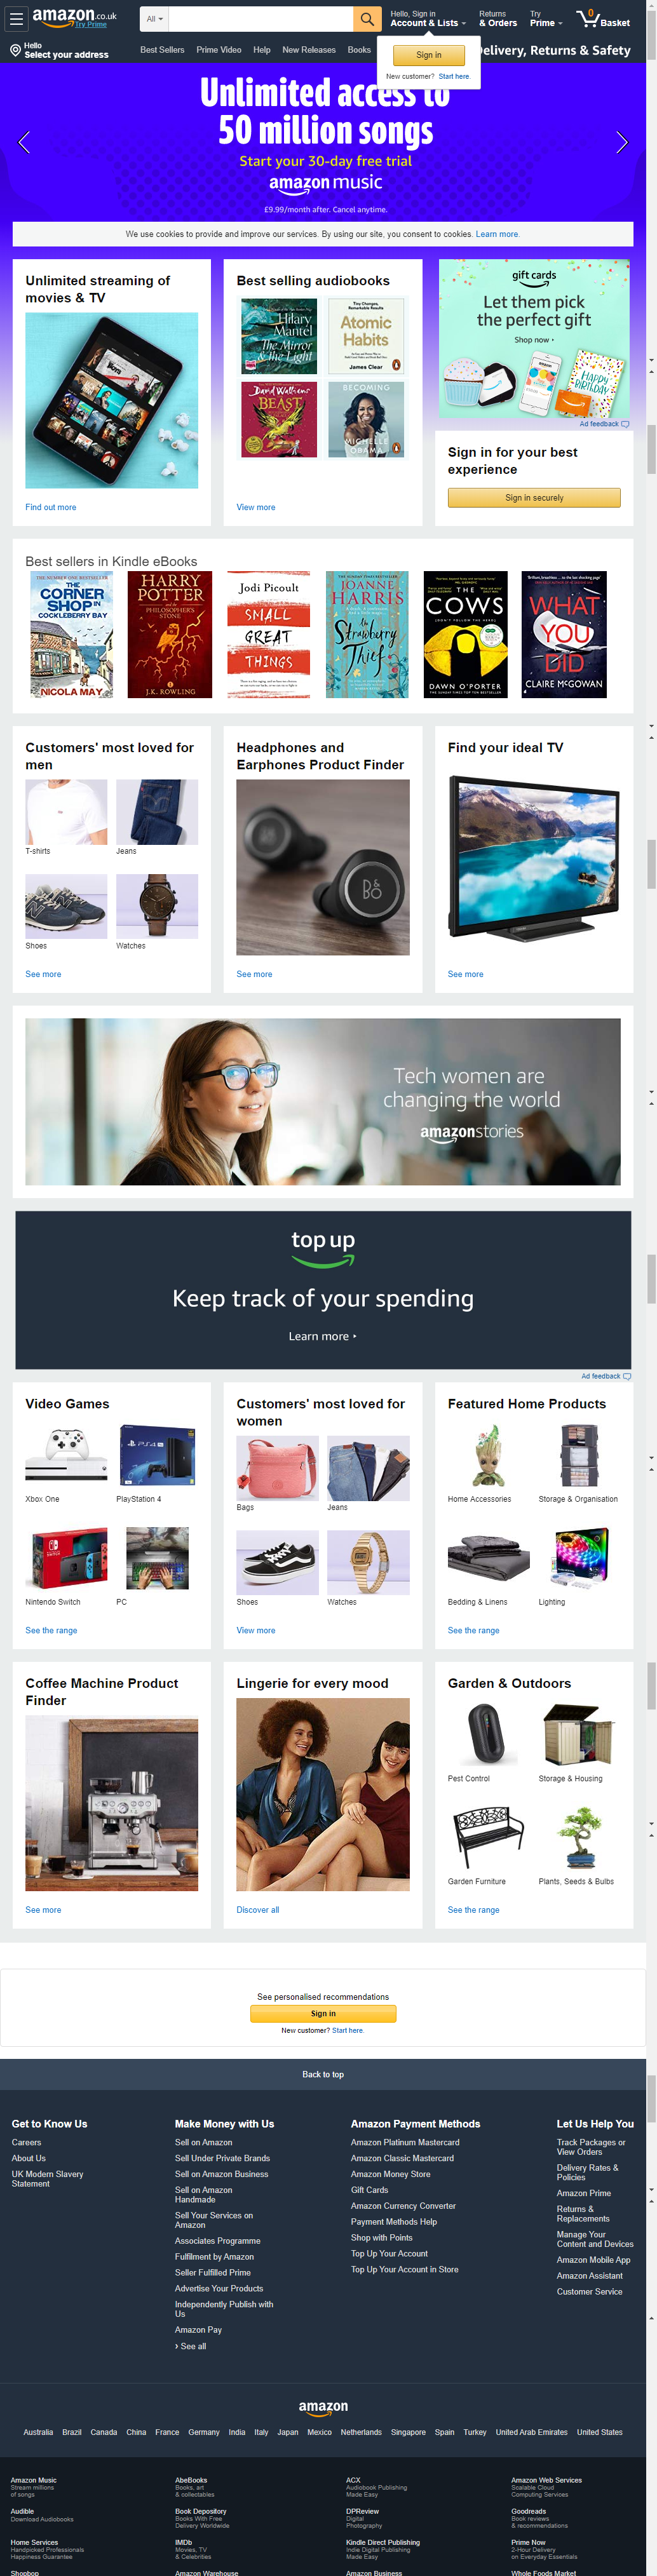 amazon.co.uk
Try Prime
All
Hello, Sign in
Account & Lists
Returns
& Orders
Try
Prime
0
Basket
Hello
Select your address
Best Sellers
Prime Video
Help
New Releases
Books
elivery, Returns & Safety
Sign in
New customer? Start here.
Unlimited access to
50 million songs
Start your 30-day free trial
amazon music
£9.99/month after. Cancel anytime.
We use cookies to provide and improve our services. By using our site, you consent to cookies. Learn more.
Unlimited streaming of
movies & TV
Find out more
Best selling audiobooks
Hilary
Mantel
The Mirror
& the Light
Tiny Changes,
Remarkable Results
Atomic
Habits
James Clear
David Walliams
BEAST
BECOMING
MICHELLE
OBAMA
View more
gift cards
Let them pick
the perfect gift
Shop now
HAPPY
BIRTHDAY
Ad feedback
Sign in for your best
experience
Sign in securely
Best sellers in Kindle eBooks
THE NUMBER ONE BESTSELLER
THE
CORNER
SHOP IN
COCKLEBERRY BAY
NICOLA MAY
HARRY
POTTER
and the
PHILOSOPHER'S
STONE
J.K. ROWLING
Jodi Picoult
SMALL
GREAT
THINGS
JOANNE
HARRIS
The
Strawberry
Thief
THE
COWS
DAWN O'PORTER
WHAT
YOU
DID
CLAIRE McGOWAN
Customers' most loved for
men
T-shirts
Jeans
Shoes
Watches
See more
Headphones and
Earphones Product Finder
B&O
See more
Find your ideal TV
See more
Tech women are
changing the world
amazonstories
top up
Keep track of your spending
Learn more
Ad feedback
Video Games
Xbox One
PlayStation 4
Nintendo Switch
PC
See the range
Customers' most loved for
women
Bags
Jeans
Shoes
Watches
View more
Featured Home Products
Home Accessories
Storage & Organisation
Bedding & Linens
Lighting
See the range
Coffee Machine Product
Finder
See more
Lingerie for every mood
Discover all
Garden & Outdoors
Pest Control
Storage & Housing
Garden Furniture
Plants, Seeds & Bulbs
See the range
See personalised recommendations
Sign in
New customer? Start here.
Back to top
Get to Know Us
Careers
About Us
UK Modern Slavery
Statement
Make Money with Us
Sell on Amazon
Sell Under Private Brands
Sell on Amazon Business
Sell on Amazon
Handmade
Sell Your Services on
Amazon
Associates Programme
Fulfilment by Amazon
Seller Fulfilled Prime
Advertise Your Products
Independently Publish with
Us
Amazon Pay
› See all
Amazon Payment Methods
Amazon Platinum Mastercard
Amazon Classic Mastercard
Amazon Money Store
Gift Cards
Amazon Currency Converter
Payment Methods Help
Shop with Points
Top Up Your Account
Top Up Your Account in Store
Let Us Help You
Track Packages or
View Orders
Delivery Rates &
Policies
Amazon Prime
Returns &
Replacements
Manage Your
Content and Devices
Amazon Mobile App
Amazon Assistant
Customer Service
amazon
Australia Brazil Canada China France Germany India Italy Japan Mexico Netherlands Singapore Spain Turkey United Arab Emirates United States
Amazon Music
Stream millions
of songs
AbeBooks
Books, art
& collectables
ACX
Audiobook Publishing
Made Easy
Amazon Web Services
Scalable Cloud
Computing Services
Audible
Download Audiobooks
Book Depository
Books With Free
Delivery Worldwide
DPReview
Digital
Photography
Goodreads
Book reviews
& recommendations
Home Services
Handpicked Professionals
Happiness Guarantee
IMDb
Movies, TV
& Celebrities
Kindle Direct Publishing
Indie Digital Publishing
Made Easy
Prime Now
2-Hour Delivery
on Everyday Essentials
Shopbop
Amazon Warehouse
Amazon Business
Whole Foods Market